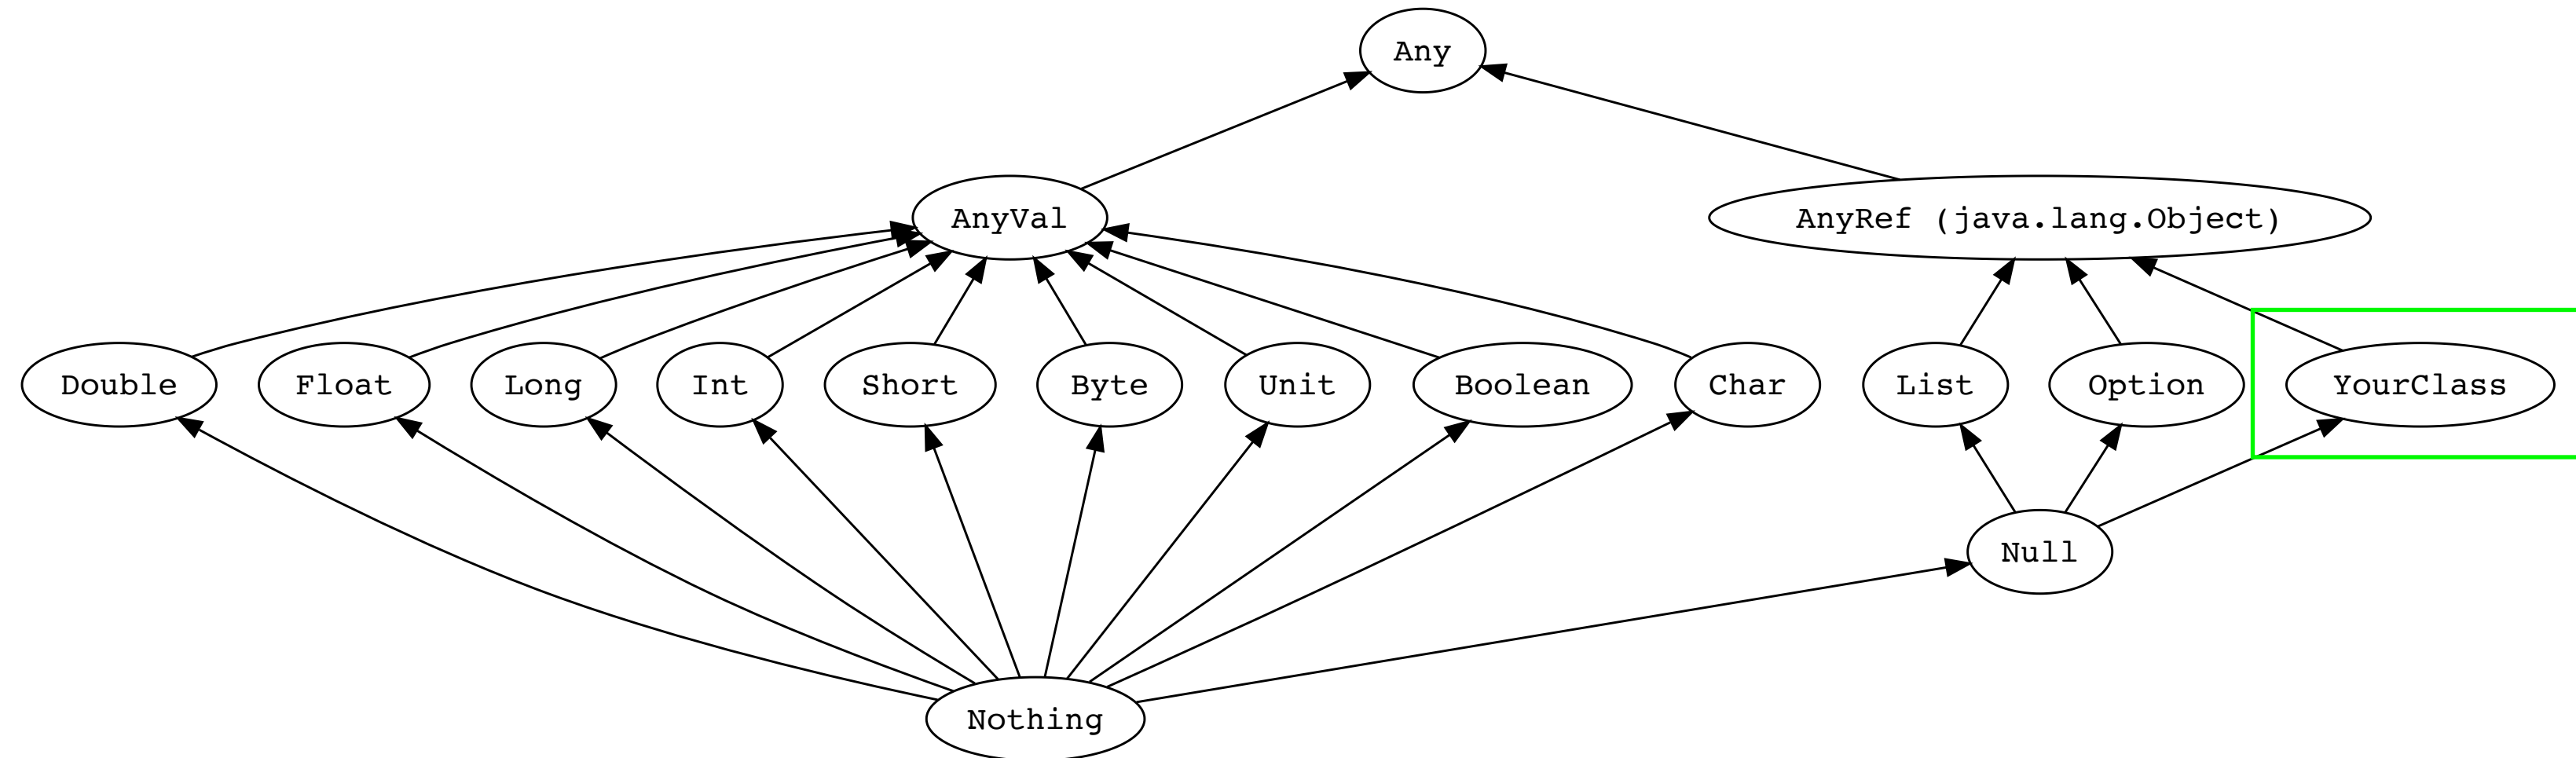 Any
AnyVal
AnyRef (java.lang.Object)
Double
Float
Long
Int
Short
Byte
Unit
Boolean
Char
List
Option
YourClass
Null
Nothing